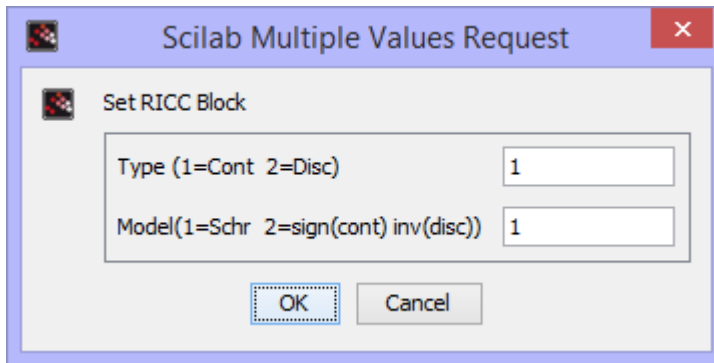 Scilab Multiple Values Request
Set RICC Block
Type (1=Cont  2=Disc) 1
Model(1=Schr  2=sign(cont) inv(disc)) 1
OK Cancel